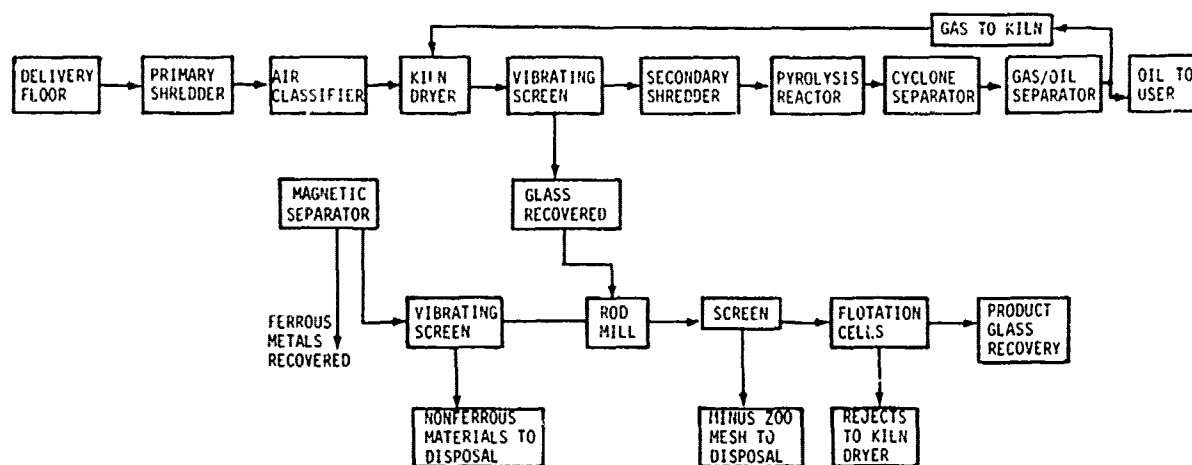 GAS TO KILN
DELIVERY
FLOOR
PRIMARY
SHREDDER
AIR
CLASSIFIER
KILN
DRYER
VIBRATING
SCREEN
SECONDARY
SHREDDER
PYROLYSIS
REACTOR
CYCLONE
SEPARATOR
GAS/OIL
SEPARATOR
OIL TO
USER
MAGNETIC
SEPARATOR
GLASS
RECOVERED
FERROUS
METALS
RECOVERED
VIBRATING
SCREEN
ROD
MILL
SCREEN
FLOTATION
CELLS
PRODUCT
GLASS
RECOVERY
NONFERROUS
MATERIALS TO
DISPOSAL
MINUS ZOO
MESH TO
DISPOSAL
REJECTS
TO KILN
DRYER